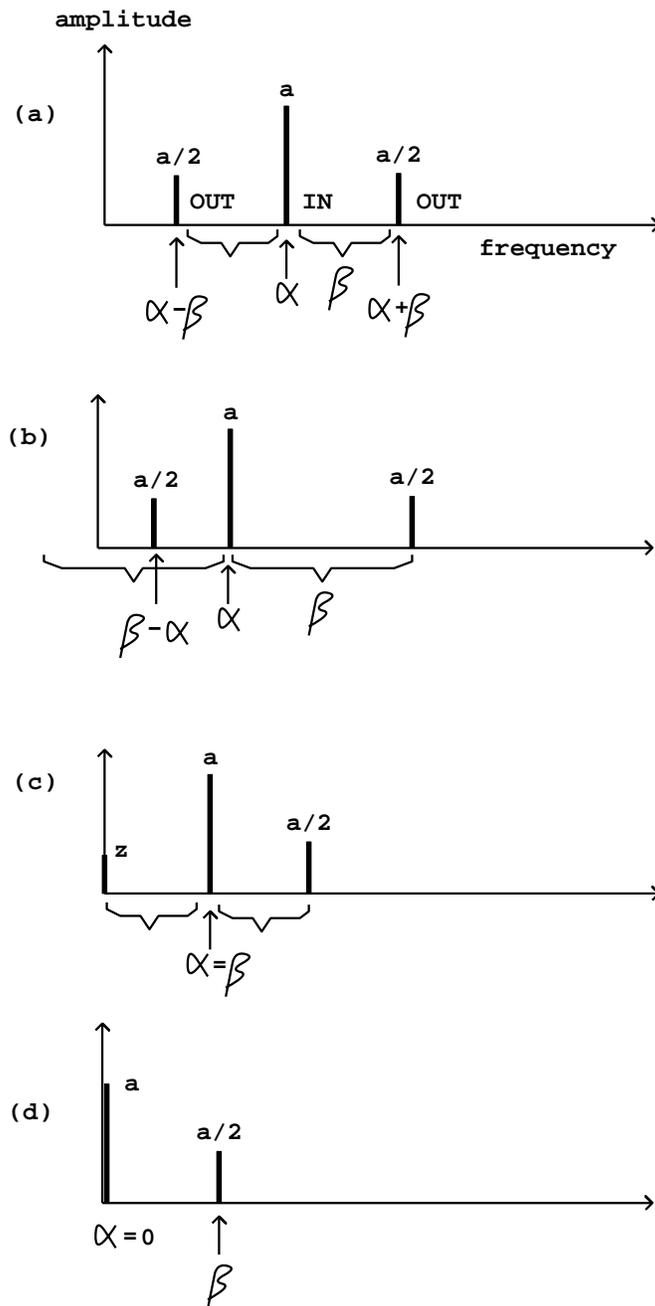 amplitude
(a)
a
a/2
a/2
OUT
IN
OUT
frequency
α-β
α
β
α+β
(b)
a
a/2
a/2
β-α
α
β
(c)
a
a/2
z
α=β
(d)
a
a/2
α=0
β